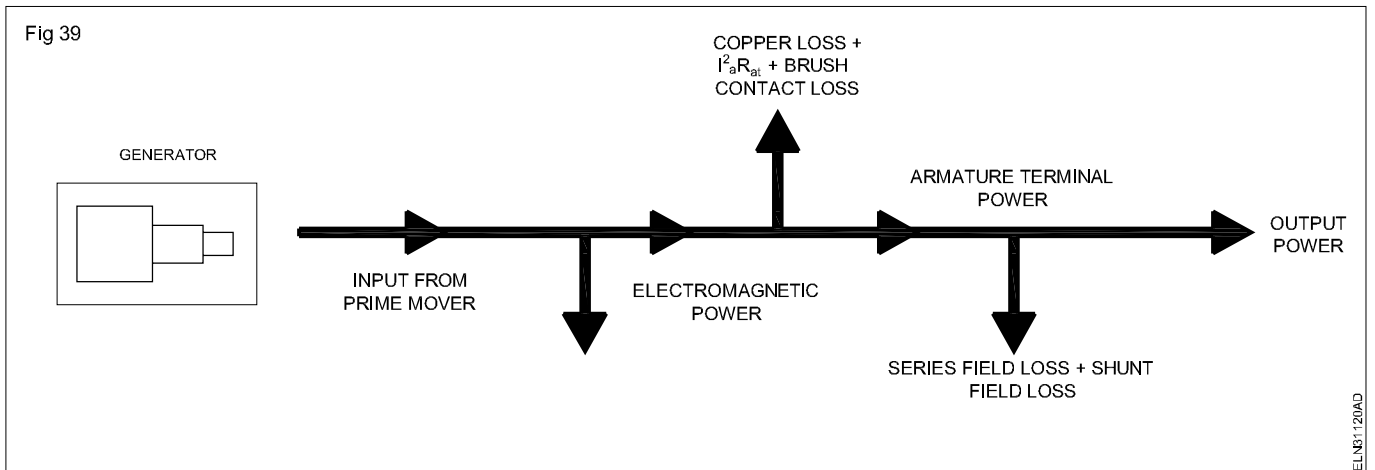 Fig 39
GENERATOR
INPUT FROM
PRIME MOVER
ELECTROMAGNETIC
POWER
COPPER LOSS +
I²ₐRₐₜ + BRUSH
CONTACT LOSS
ARMATURE TERMINAL
POWER
SERIES FIELD LOSS + SHUNT
FIELD LOSS
OUTPUT
POWER
ELN31120AD